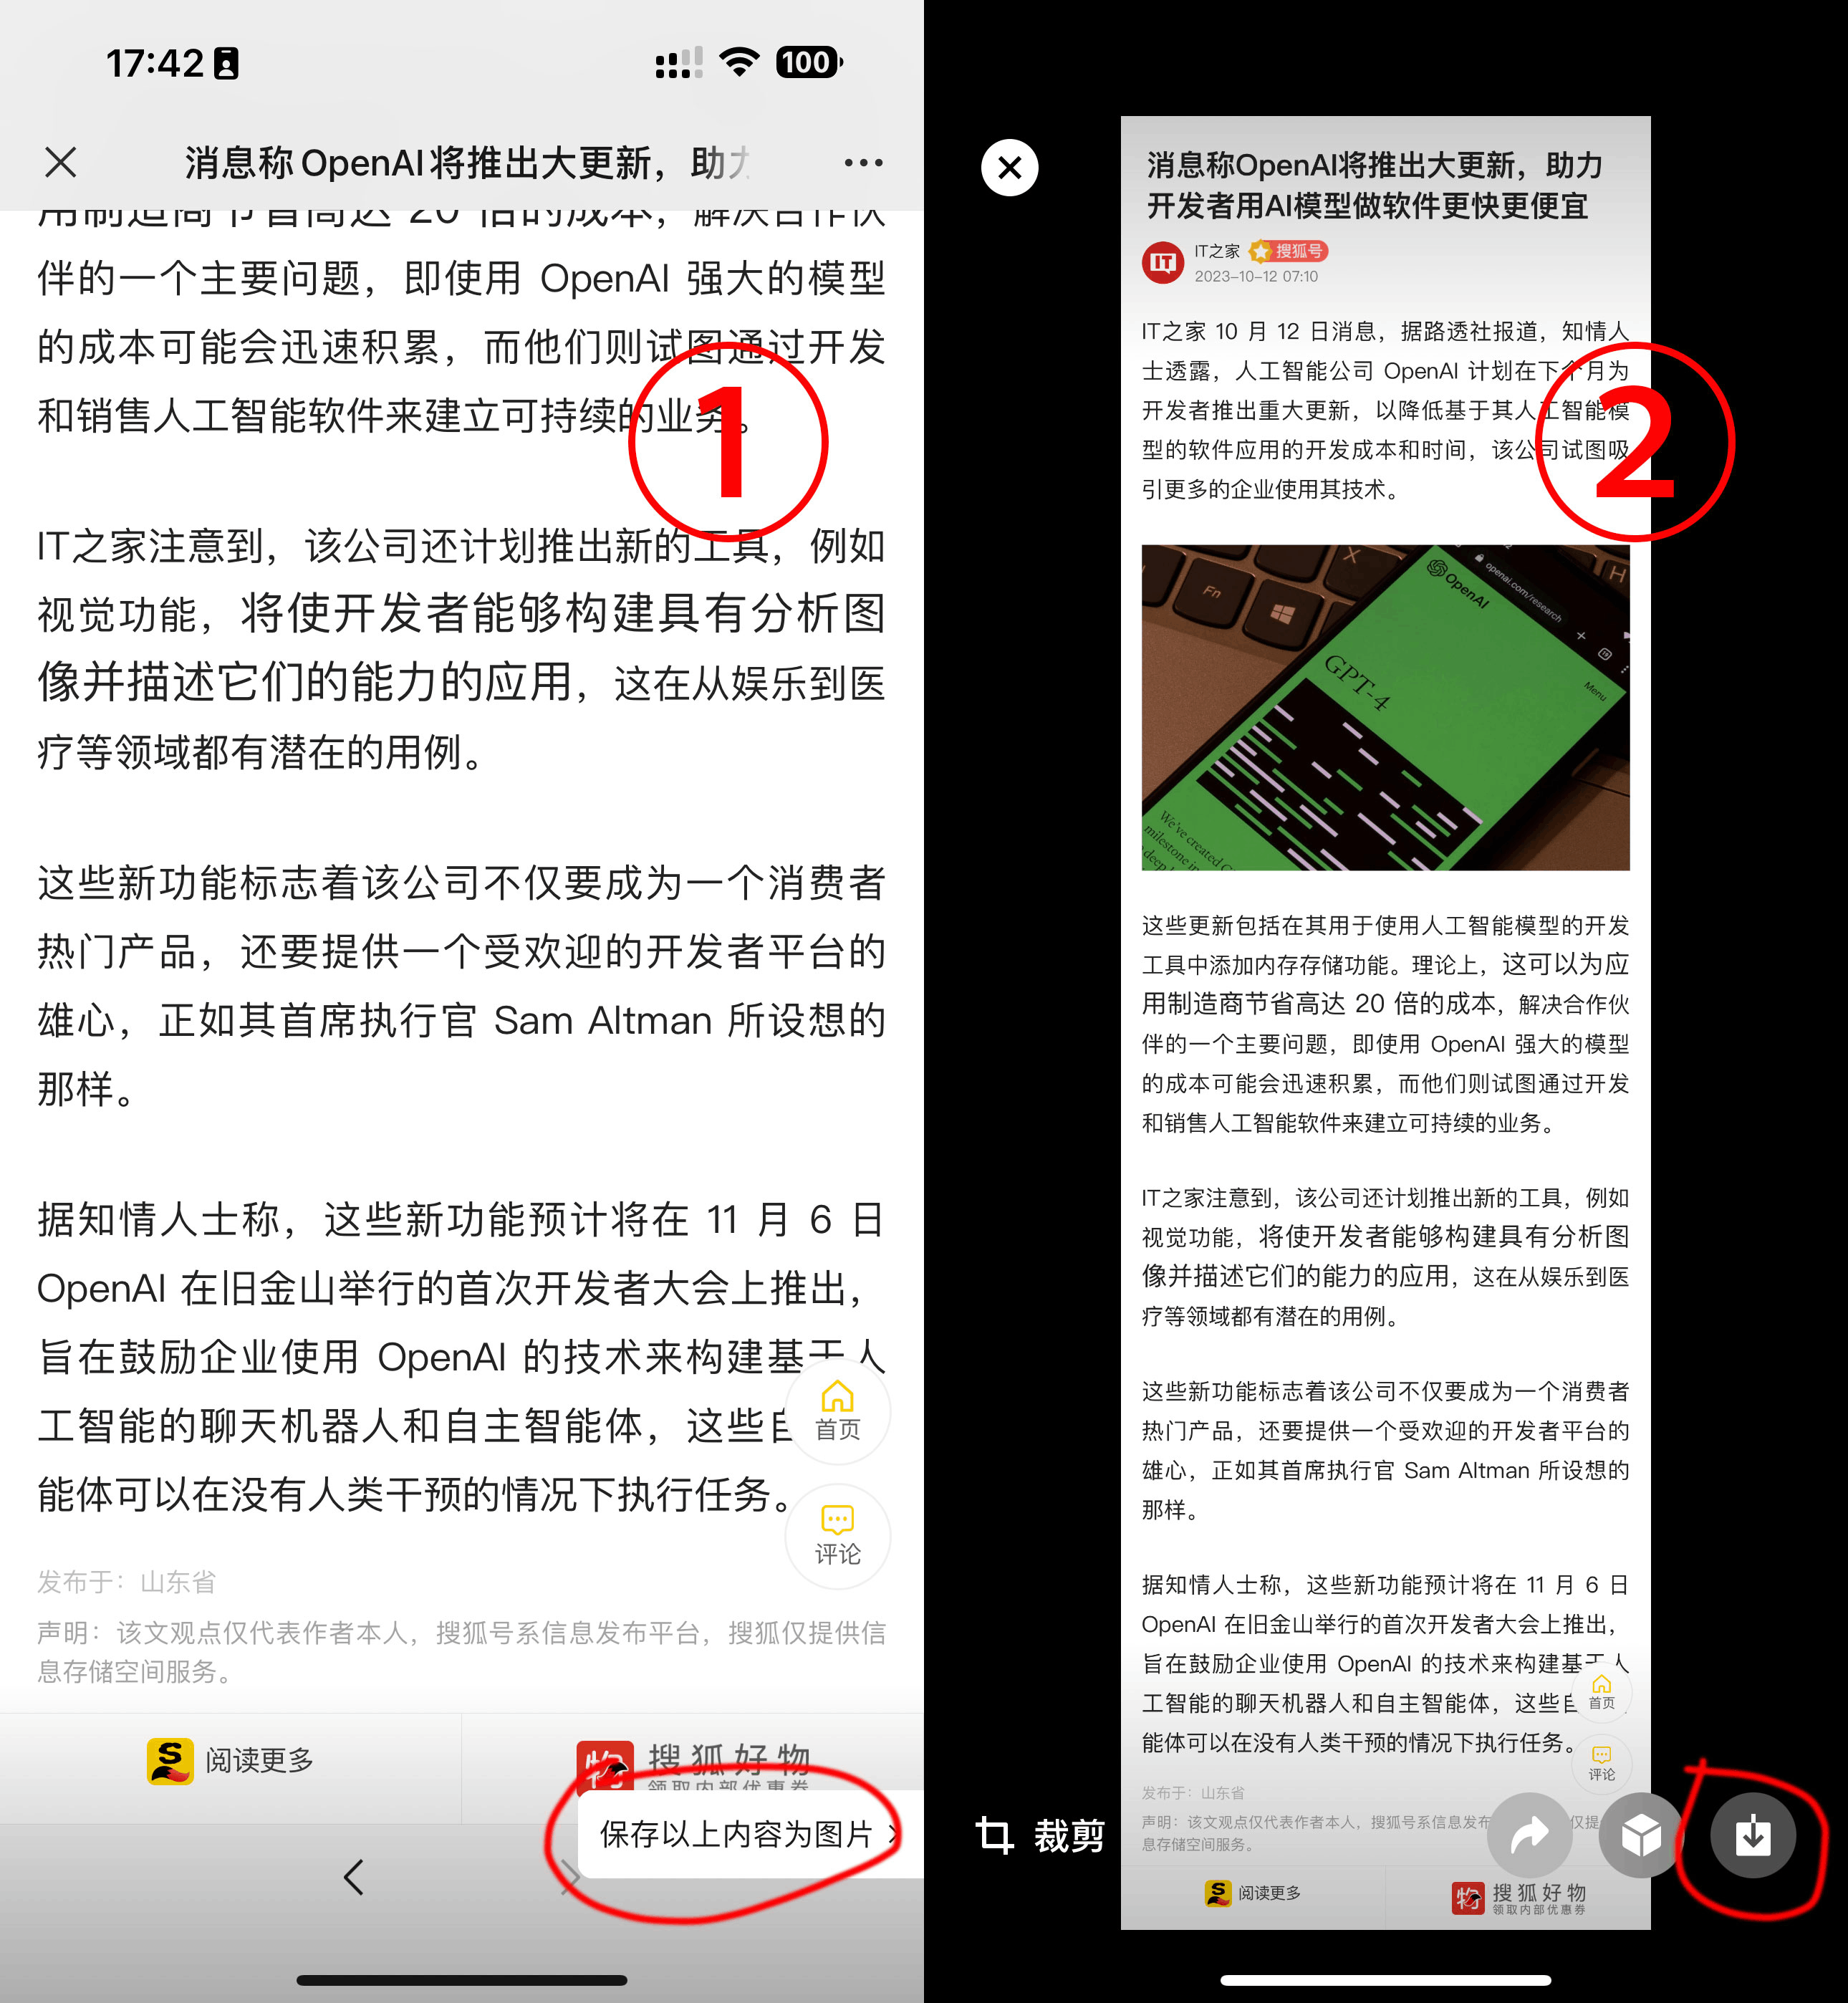 17:42
100
消息称 OpenAI 将推出大更新，助力
用制造商节省高达 20 倍的成本，解决合作伙
伴的一个主要问题，即使用 OpenAI 强大的模型
的成本可能会迅速积累，而他们则试图通过开发
和销售人工智能软件来建立可持续的业务。
1
IT之家注意到，该公司还计划推出新的工具，例如
视觉功能，将使开发者能够构建具有分析图
像并描述它们的能力的应用，这在从娱乐到医
疗等领域都有潜在的用例。
这些新功能标志着该公司不仅要成为一个消费者
热门产品，还要提供一个受欢迎的开发者平台的
雄心，正如其首席执行官 Sam Altman 所设想的
那样。
据知情人士称，这些新功能预计将在 11 月 6 日
OpenAI 在旧金山举行的首次开发者大会上推出，
旨在鼓励企业使用 OpenAI 的技术来构建基于人
工智能的聊天机器人和自主智能体，这些自
能体可以在没有人类干预的情况下执行任务。
首页
评论
发布于：山东省
声明：该文观点仅代表作者本人，搜狐号系信息发布平台，搜狐仅提供信
息存储空间服务。
S
阅读更多
物
搜狐好物
领取内部优惠券
保存以上内容为图片
消息称OpenAI将推出大更新，助力
开发者用AI模型做软件更快更便宜
IT
IT之家
搜狐号
2023-10-12 07:10
IT之家 10 月 12 日消息，据路透社报道，知情人
士透露，人工智能公司 OpenAI 计划在下个月为
开发者推出重大更新，以降低基于其人工智能模
型的软件应用的开发成本和时间，该公司试图吸
引更多的企业使用其技术。
2
Fn
X
H
OpenAI
openai.com/research
Menu
GPT-4
We've created G
milestone in
deep l
这些更新包括在其用于使用人工智能模型的开发
工具中添加内存存储功能。理论上，这可以为应
用制造商节省高达 20 倍的成本，解决合作伙
伴的一个主要问题，即使用 OpenAI 强大的模型
的成本可能会迅速积累，而他们则试图通过开发
和销售人工智能软件来建立可持续的业务。
IT之家注意到，该公司还计划推出新的工具，例如
视觉功能，将使开发者能够构建具有分析图
像并描述它们的能力的应用，这在从娱乐到医
疗等领域都有潜在的用例。
这些新功能标志着该公司不仅要成为一个消费者
热门产品，还要提供一个受欢迎的开发者平台的
雄心，正如其首席执行官 Sam Altman 所设想的
那样。
据知情人士称，这些新功能预计将在 11 月 6 日
OpenAI 在旧金山举行的首次开发者大会上推出，
旨在鼓励企业使用 OpenAI 的技术来构建基于人
工智能的聊天机器人和自主智能体，这些自
能体可以在没有人类干预的情况下执行任务。
首页
评论
发布于：山东省
声明：该文观点仅代表作者本人，搜狐号系信息发布 仅提
息存储空间服务。
裁剪
S
阅读更多
物
搜狐好物
领取内部优惠券